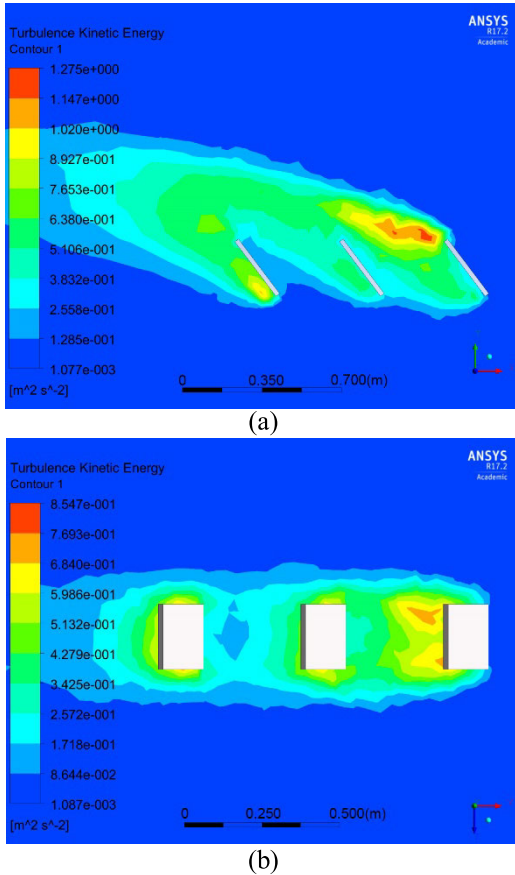 Turbulence Kinetic Energy
Contour 1
ANSYS
R17.2
Academic
1.275e+000
1.147e+000
1.020e+000
8.927e-001
7.653e-001
6.380e-001
5.106e-001
3.832e-001
2.558e-001
1.285e-001
1.077e-003
[m^2 s^-2]
0 0.350 0.700(m)
(a)
Turbulence Kinetic Energy
Contour 1
ANSYS
R17.2
Academic
8.547e-001
7.693e-001
6.840e-001
5.986e-001
5.132e-001
4.279e-001
3.425e-001
2.572e-001
1.718e-001
8.644e-002
1.087e-003
[m^2 s^-2]
0 0.250 0.500(m)
(b)